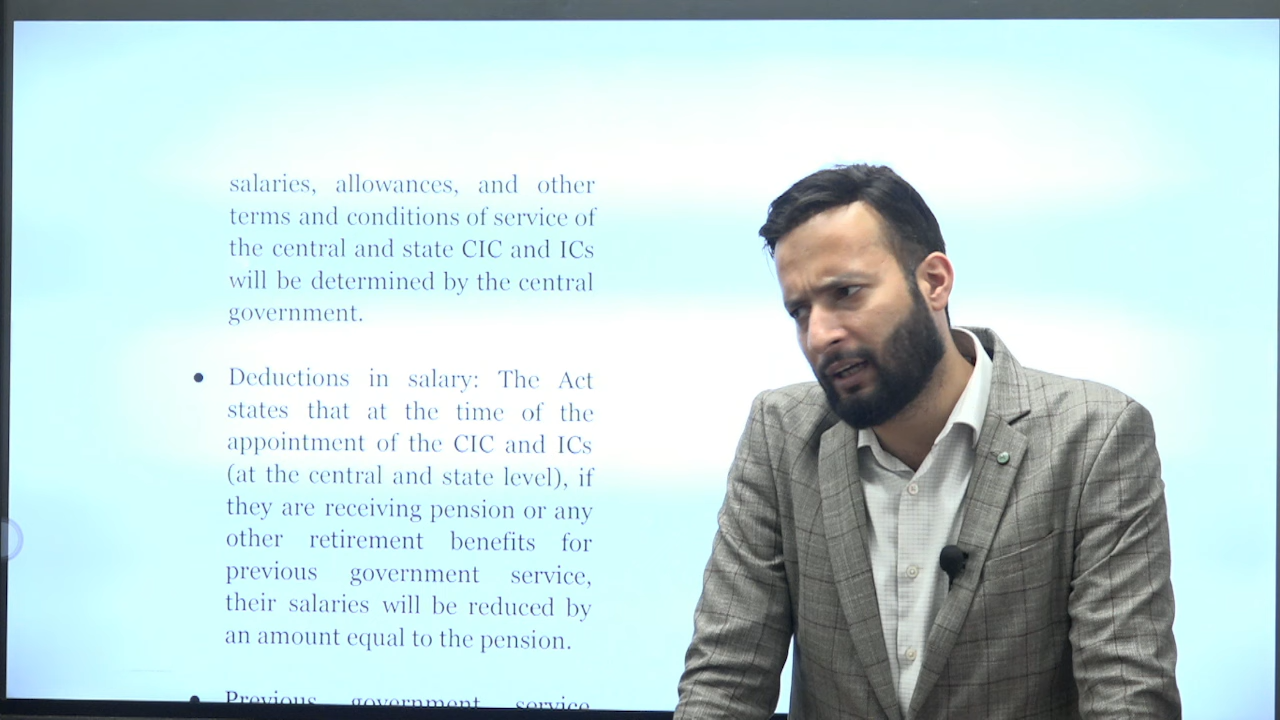 salaries, allowances, and other
terms and conditions of service of
the central and state CIC and ICs
will be determined by the central
government.
• Deductions in salary: The Act
states that at the time of the
appointment of the CIC and ICs
(at the central and state level), if
they are receiving pension or any
other retirement benefits for
previous government service,
their salaries will be reduced by
an amount equal to the pension.
• Previous government service